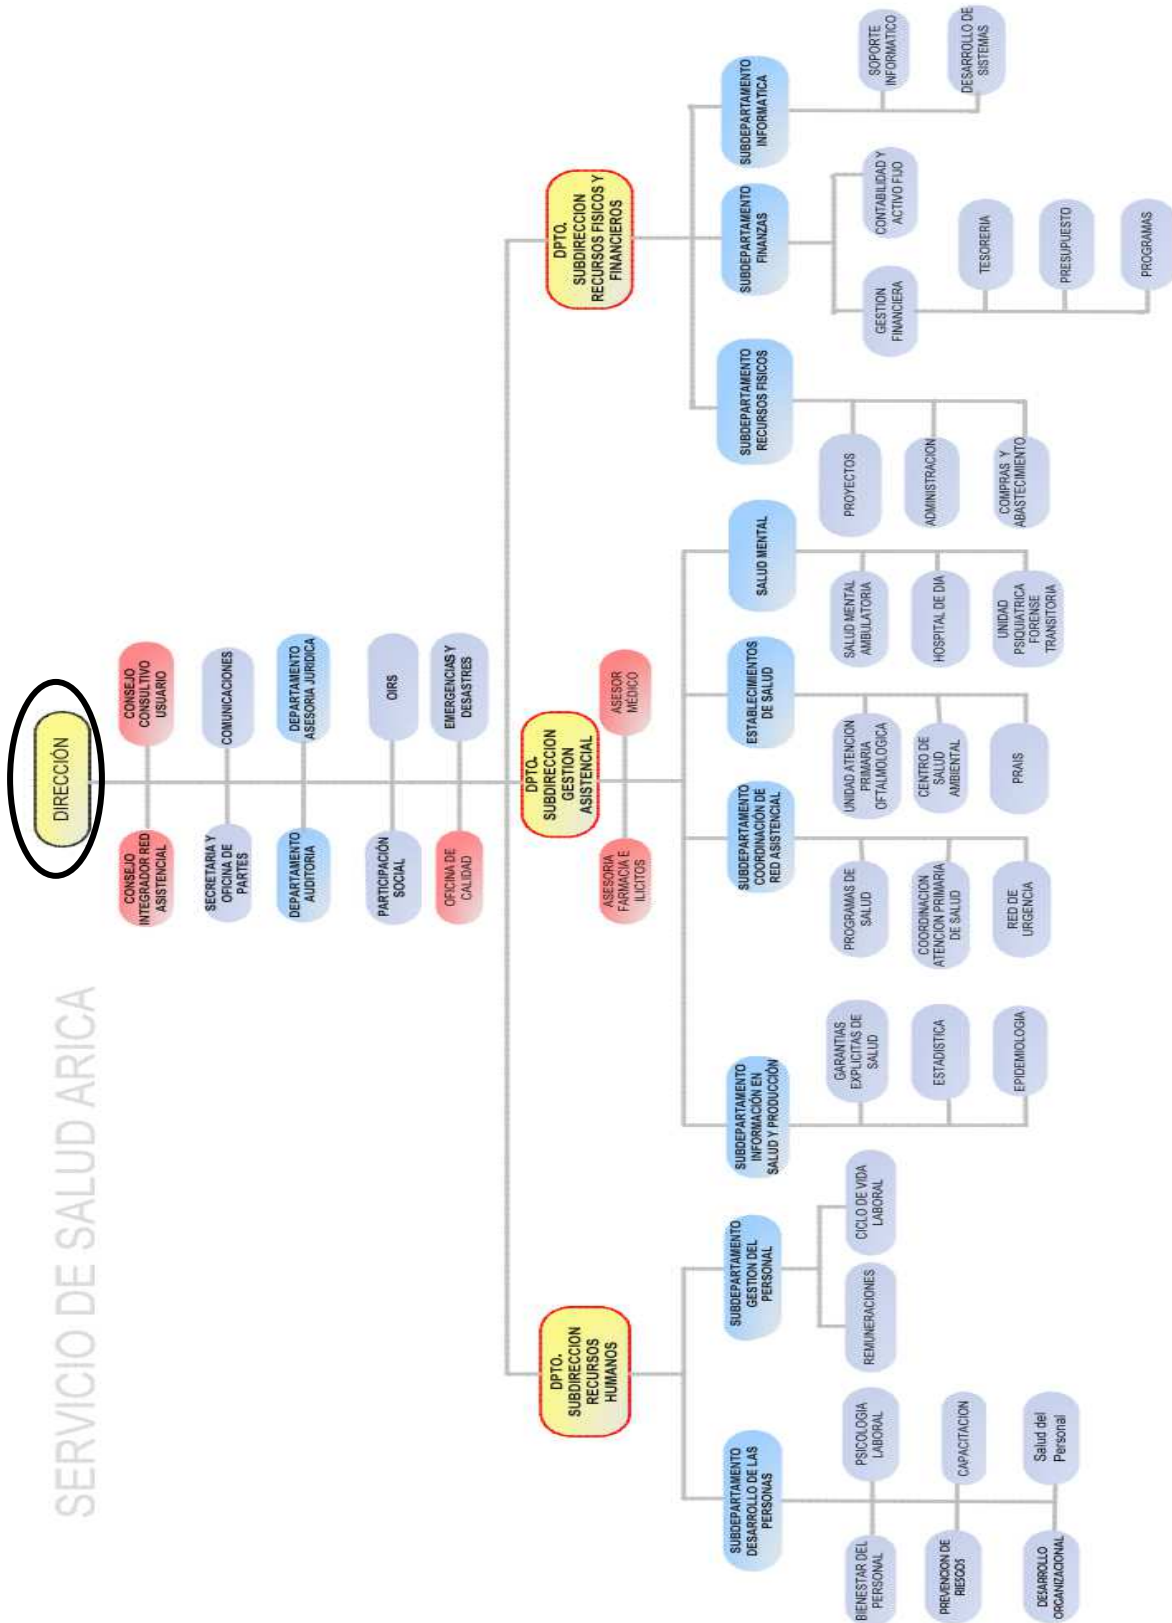 SERVICIO DE SALUD ARICA
DIRECCIÓN
CONSEJO
INTEGRADOR RED
ASISTENCIAL
CONSEJO
CONSULTIVO
USUARIO
SECRETARIA Y
OFICINA DE
PARTES
COMUNICACIONES
DEPARTAMENTO
AUDITORIA
DEPARTAMENTO
ASESORIA JURIDICA
PARTICIPACIÓN
SOCIAL
OIRS
OFICINA DE
CALIDAD
EMERGENCIAS Y
DESASTRES
DPTO.
SUBDIRECCION
RECURSOS
HUMANOS
DPTO.
SUBDIRECCION
GESTION
ASISTENCIAL
DPTO.
SUBDIRECCION
RECURSOS FISICOS Y
FINANCIEROS
ASESORIA
FARMACIA E
ILICITOS
ASESOR
MÉDICO
SUBDEPARTAMENTO
DESARROLLO DE LAS
PERSONAS
SUBDEPARTAMENTO
GESTION DEL
PERSONAL
SUBDEPARTAMENTO
INFORMACIÓN EN
SALUD Y PRODUCCIÓN
SUBDEPARTAMENTO
COORDINACIÓN DE
RED ASISTENCIAL
ESTABLECIMIENTOS
DE SALUD
SALUD MENTAL
SUBDEPARTAMENTO
RECURSOS FISICOS
SUBDEPARTAMENTO
FINANZAS
SUBDEPARTAMENTO
INFORMATICA
BIENESTAR DEL
PERSONAL
PSICOLOGIA
LABORAL
PREVENCION DE
RIESGOS
CAPACITACION
DESARROLLO
ORGANIZACIONAL
Salud del
Personal
REMUNERACIONES
CICLO DE VIDA
LABORAL
GARANTIAS
EXPLICITAS DE
SALUD
ESTADISTICA
EPIDEMIOLOGIA
PROGRAMAS DE
SALUD
COORDINACION
ATENCION PRIMARIA
DE SALUD
RED DE
URGENCIA
UNIDAD ATENCION
PRIMARIA
OFTALMOLOGICA
CENTRO DE
SALUD
AMBIENTAL
PRAIS
SALUD MENTAL
AMBULATORIA
HOSPITAL DE DIA
UNIDAD
PSIQUIATRICA
FORENSE
TRANSITORIA
PROYECTOS
ADMINISTRACION
COMPRAS Y
ABASTECIMIENTO
GESTION
FINANCIERA
CONTABILIDAD Y
ACTIVO FIJO
TESORERIA
PRESUPUESTO
PROGRAMAS
SOPORTE
INFORMATICO
DESARROLLO DE
SISTEMAS